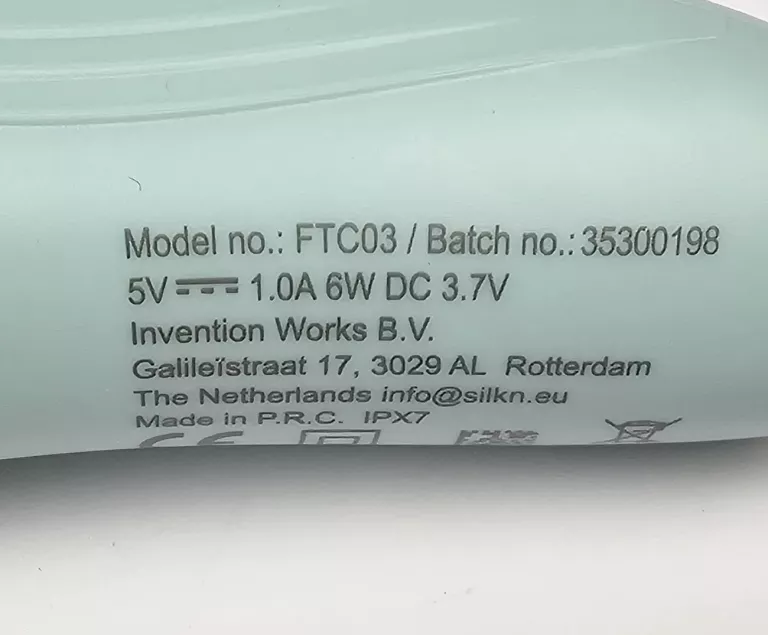 Model no.: FTC03 / Batch no.: 35300198
5V ⎓ 1.0A 6W DC 3.7V
Invention Works B.V.
Galileïstraat 17, 3029 AL Rotterdam
The Netherlands info@silkn.eu
Made in P.R.C. IPX7
CE